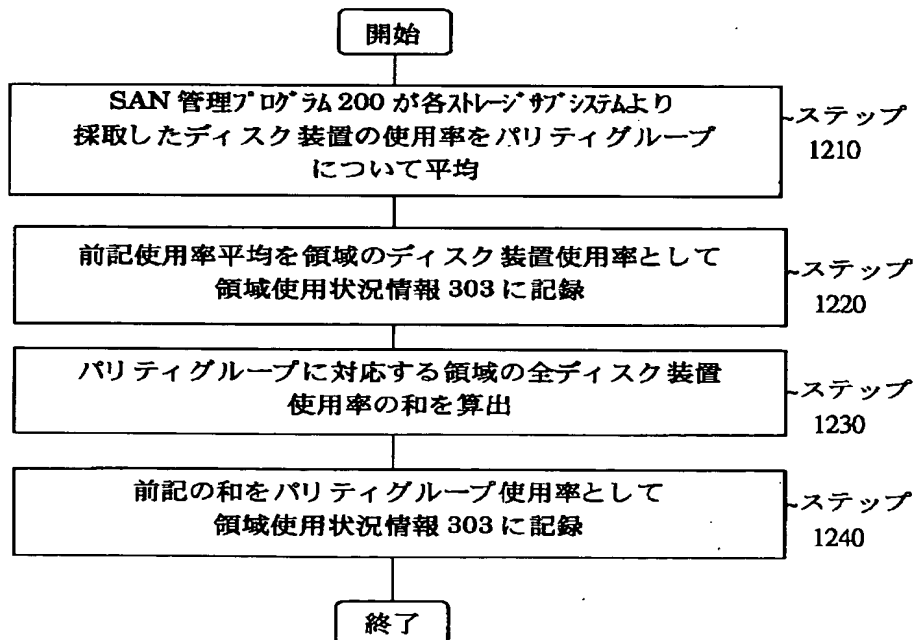 開始
SAN 管理プログラム 200 が各ストレージサブシステムより
採取したディスク装置の使用率をパリティグループ
について平均
~ステップ
1210
前記使用率平均を領域のディスク装置使用率として
領域使用状況情報 303 に記録
~ステップ
1220
パリティグループに対応する領域の全ディスク装置
使用率の和を算出
~ステップ
1230
前記の和をパリティグループ使用率として
領域使用状況情報 303 に記録
~ステップ
1240
終了